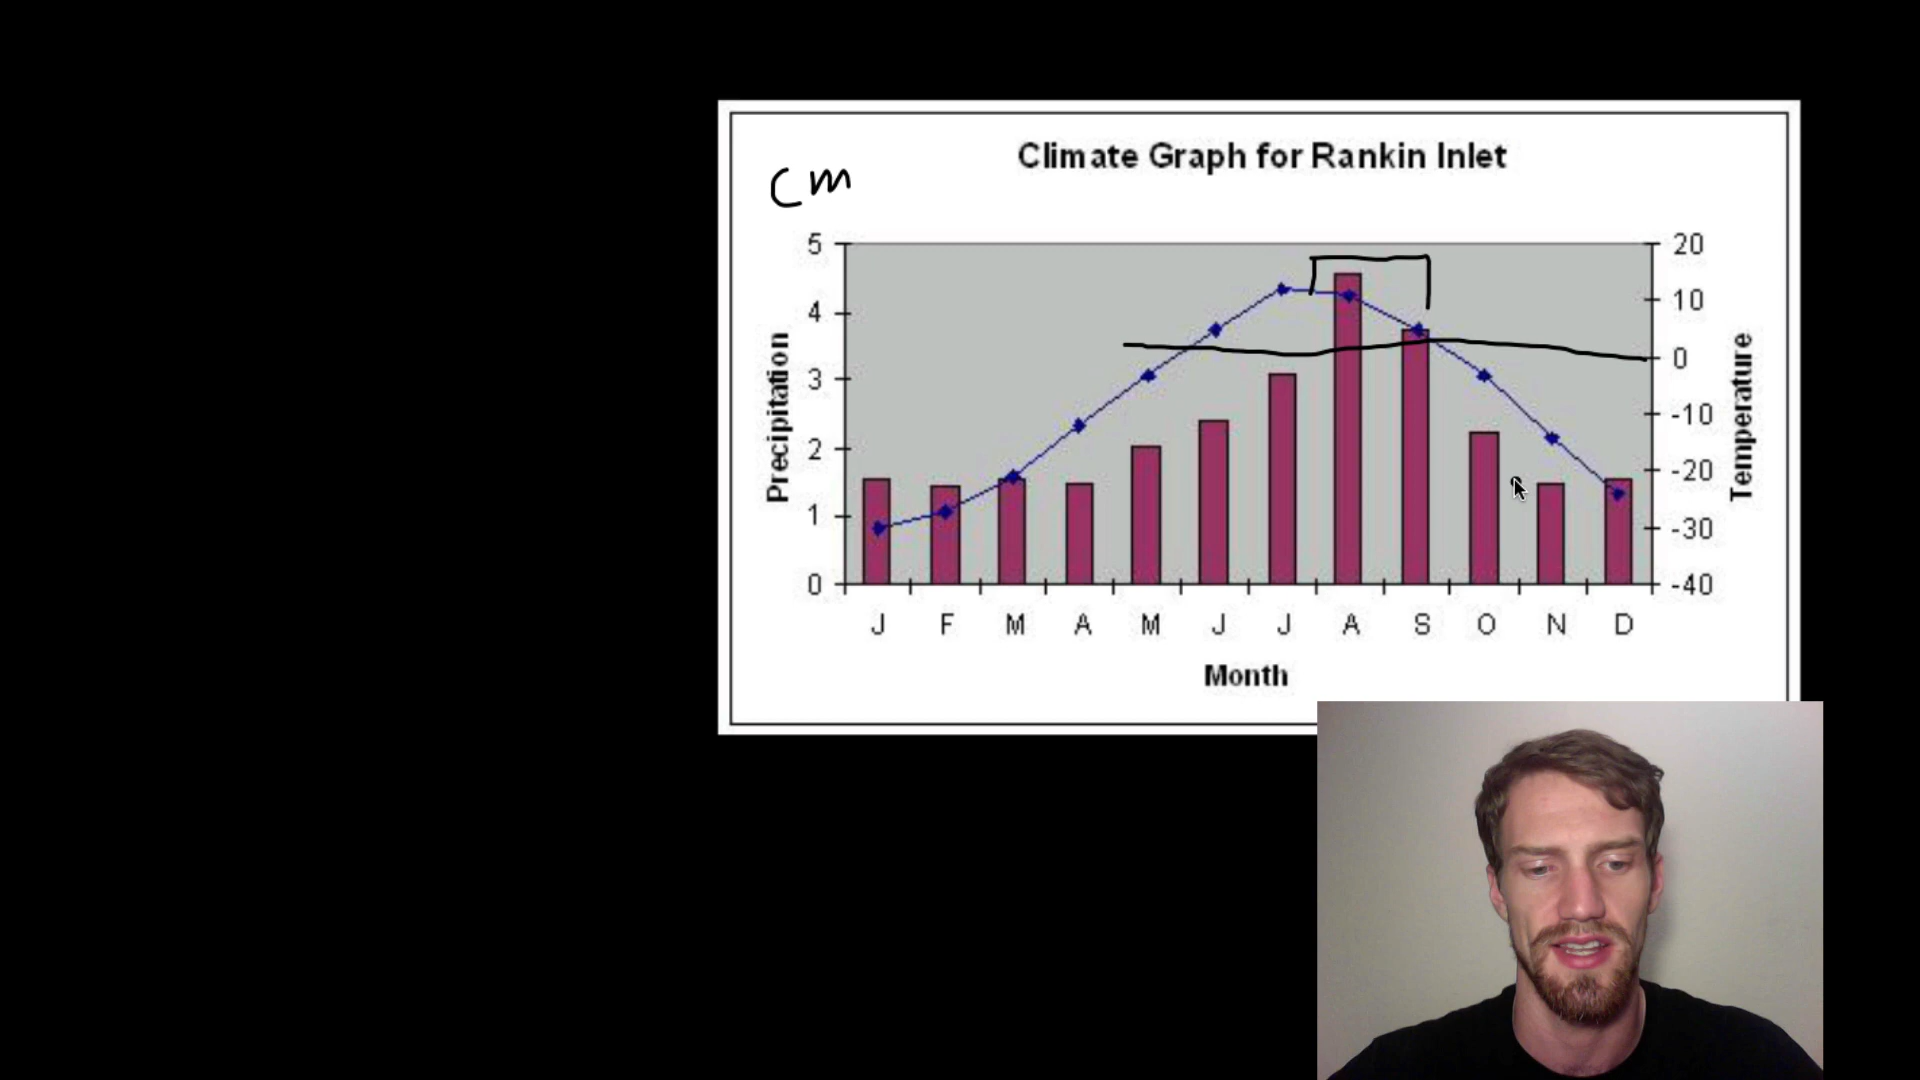 Climate Graph for Rankin Inlet
cm
Precipitation
5
4
3
2
1
0
20
10
0
-10
-20
-30
-40
Temperature
J F M A M J J A S O N D
Month